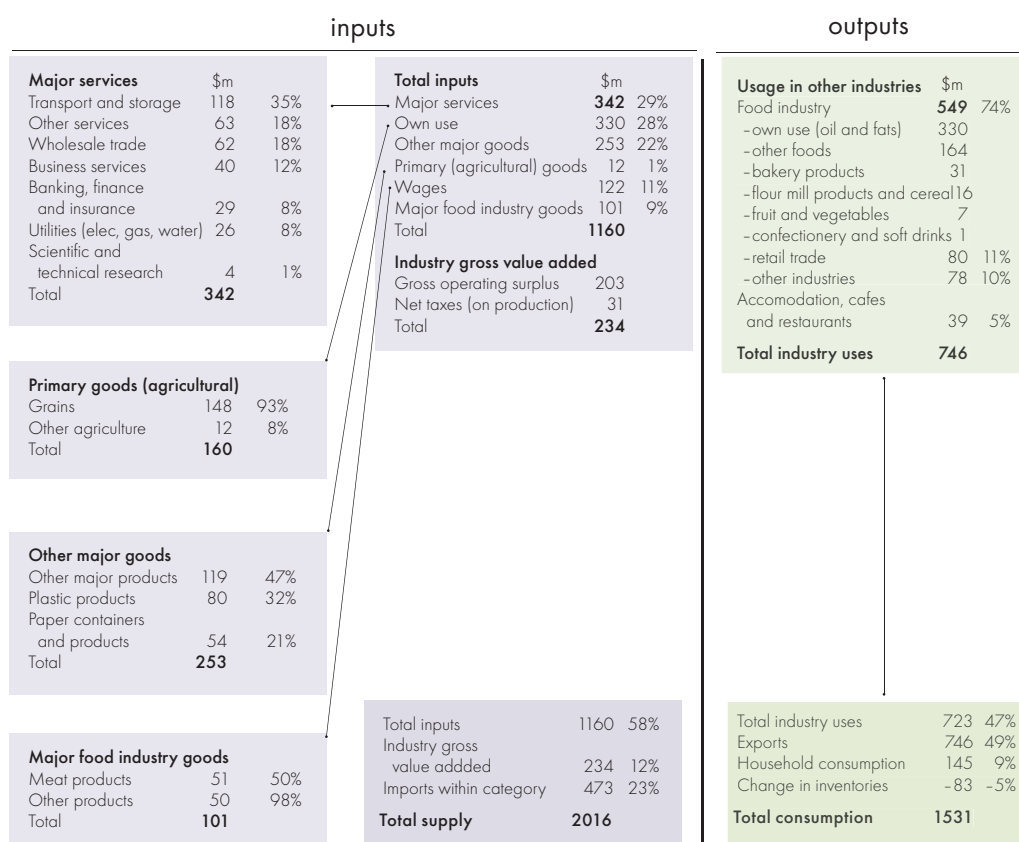 inputs
outputs
Major services $m
Transport and storage 118 35%
Other services 63 18%
Wholesale trade 62 18%
Business services 40 12%
Banking, finance
and insurance 29 8%
Utilities (elec, gas, water) 26 8%
Scientific and
technical research 4 1%
Total 342
Primary goods (agricultural)
Grains 148 93%
Other agriculture 12 8%
Total 160
Other major goods
Other major products 119 47%
Plastic products 80 32%
Paper containers
and products 54 21%
Total 253
Major food industry goods
Meat products 51 50%
Other products 50 98%
Total 101
Total inputs $m
Major services 342 29%
Own use 330 28%
Other major goods 253 22%
Primary (agricultural) goods 12 1%
Wages 122 11%
Major food industry goods 101 9%
Total 1160
Industry gross value added
Gross operating surplus 203
Net taxes (on production) 31
Total 234
Total inputs 1160 58%
Industry gross
value addded 234 12%
Imports within category 473 23%
Total supply 2016
Usage in other industries $m
Food industry 549 74%
-own use (oil and fats) 330
-other foods 164
-bakery products 31
-flour mill products and cereal16
-fruit and vegetables 7
-confectionery and soft drinks 1
-retail trade 80 11%
-other industries 78 10%
Accomodation, cafes
and restaurants 39 5%
Total industry uses 746
Total industry uses 723 47%
Exports 746 49%
Household consumption 145 9%
Change in inventories -83 -5%
Total consumption 1531